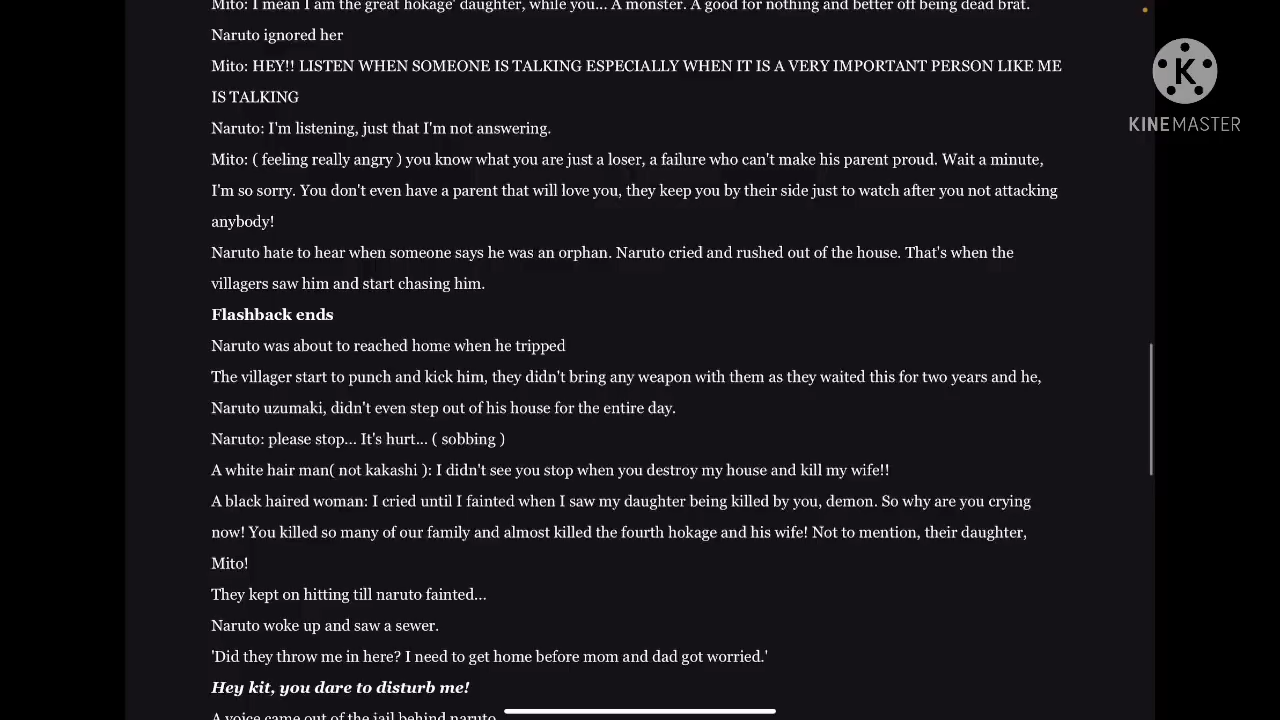 Mito: I mean I am the great hokage' daughter, while you... A monster. A good for nothing and better off being dead brat.
Naruto ignored her
Mito: HEY!! LISTEN WHEN SOMEONE IS TALKING ESPECIALLY WHEN IT IS A VERY IMPORTANT PERSON LIKE ME
IS TALKING
Naruto: I'm listening, just that I'm not answering.
Mito: ( feeling really angry ) you know what you are just a loser, a failure who can't make his parent proud. Wait a minute,
I'm so sorry. You don't even have a parent that will love you, they keep you by their side just to watch after you not attacking
anybody!
Naruto hate to hear when someone says he was an orphan. Naruto cried and rushed out of the house. That's when the
villagers saw him and start chasing him.
Flashback ends
Naruto was about to reached home when he tripped
The villager start to punch and kick him, they didn't bring any weapon with them as they waited this for two years and he,
Naruto uzumaki, didn't even step out of his house for the entire day.
Naruto: please stop... It's hurt... ( sobbing )
A white hair man( not kakashi ): I didn't see you stop when you destroy my house and kill my wife!!
A black haired woman: I cried until I fainted when I saw my daughter being killed by you, demon. So why are you crying
now! You killed so many of our family and almost killed the fourth hokage and his wife! Not to mention, their daughter,
Mito!
They kept on hitting till naruto fainted...
Naruto woke up and saw a sewer.
'Did they throw me in here? I need to get home before mom and dad got worried.'
Hey kit, you dare to disturb me!
A voice came out of the jail behind naruto
K
KINEMASTER